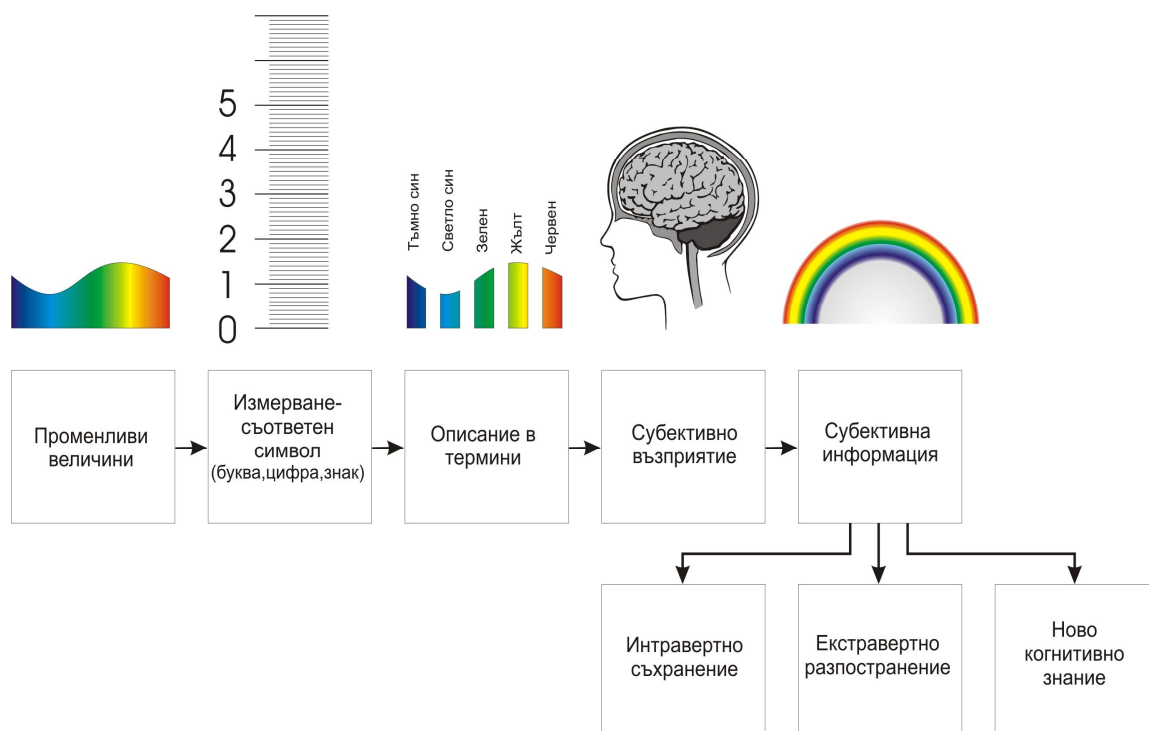 5
4
3
2
1
0
Тъмно син
Светло син
Зелен
Жълт
Червен
Променливи
величини
Измерване-
съответен
символ
(буква,цифра,знак)
Описание в
термини
Субективно
възприятие
Субективна
информация
Интравертно
съхранение
Екстравертно
разпостранение
Ново
когнитивно
знание